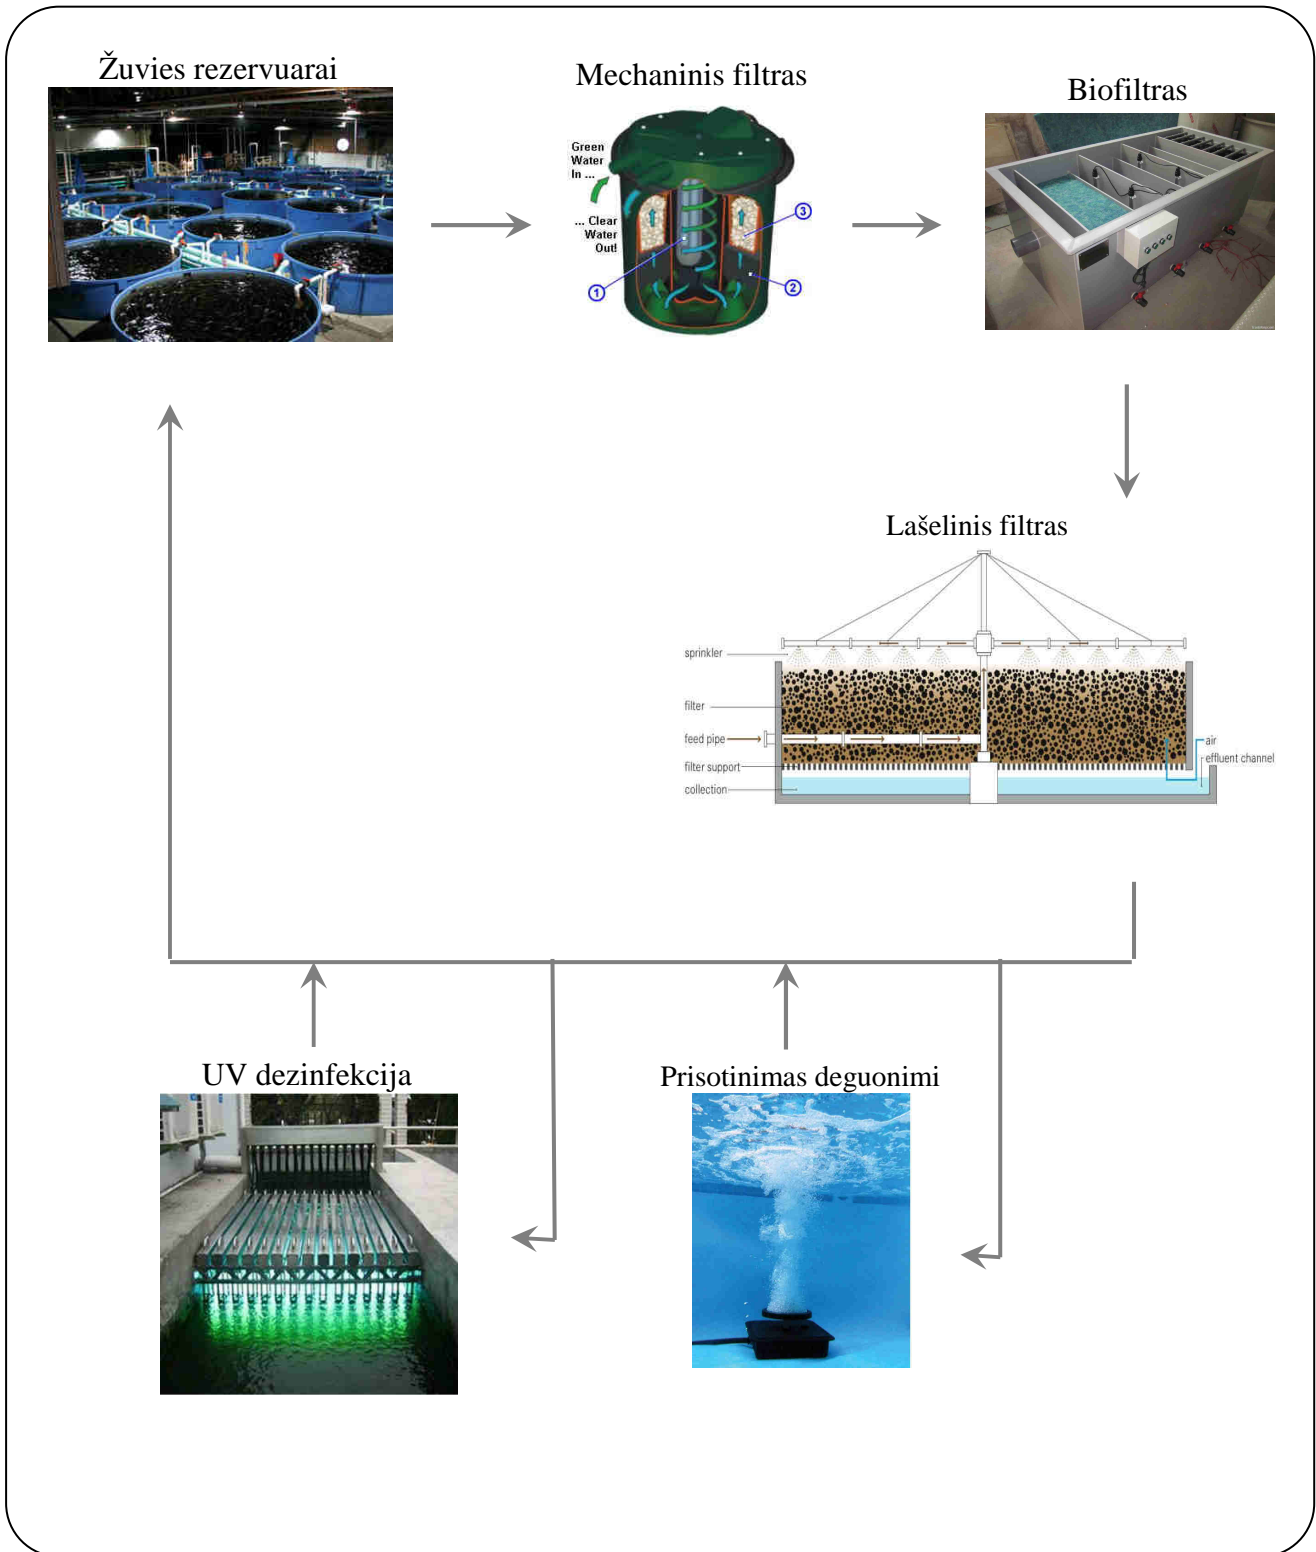 Žuvies rezervuarai
Mechaninis filtras
Biofiltras
Green
Water
In ...
... Clear
Water
Out!
1
2
3
Lašelinis filtras
sprinkler
filter
feed pipe
filter support
collection
air
effluent channel
UV dezinfekcija
Prisotinimas deguonimi